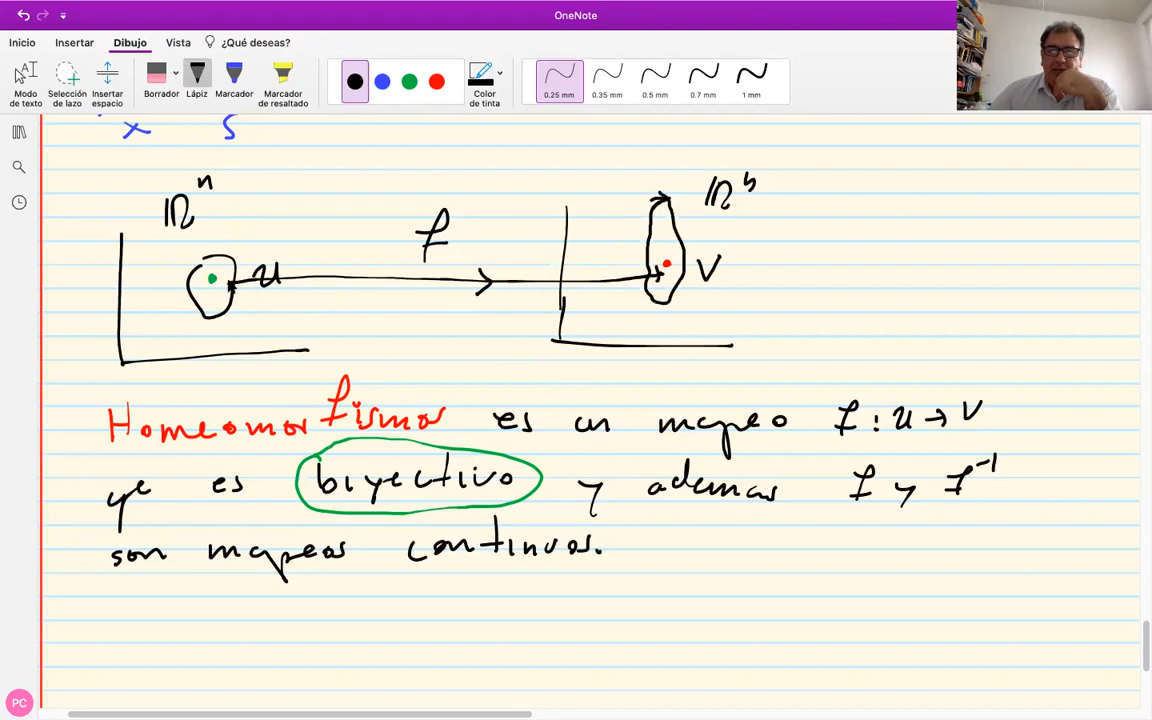 OneNote
Inicio Insertar Dibujo Vista ¿Qué deseas?
Modo de texto
Selección de lazo
Insertar espacio
Borrador
Lápiz
Marcador
Marcador de resaltado
Color de tinta
0.25 mm 0.35 mm 0.5 mm 0.7 mm 1 mm
x
ℝⁿ f ℝⁿ
U V
Homeomorfismos es un mapeo f : U → V
que es biyectivo y ademas f y f⁻¹
son mapeos continuos.
PC